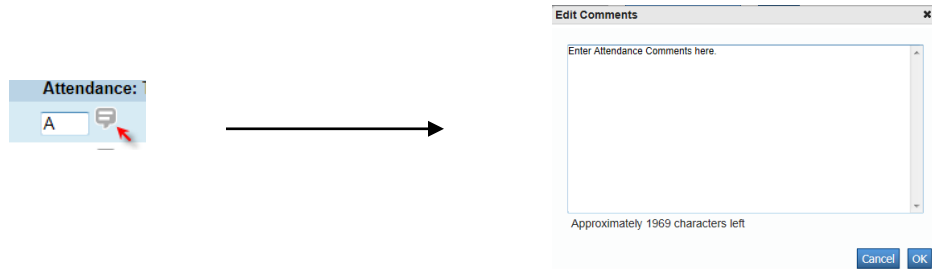 Attendance:
A
Edit Comments
Enter Attendance Comments here.
Approximately 1969 characters left
Cancel OK